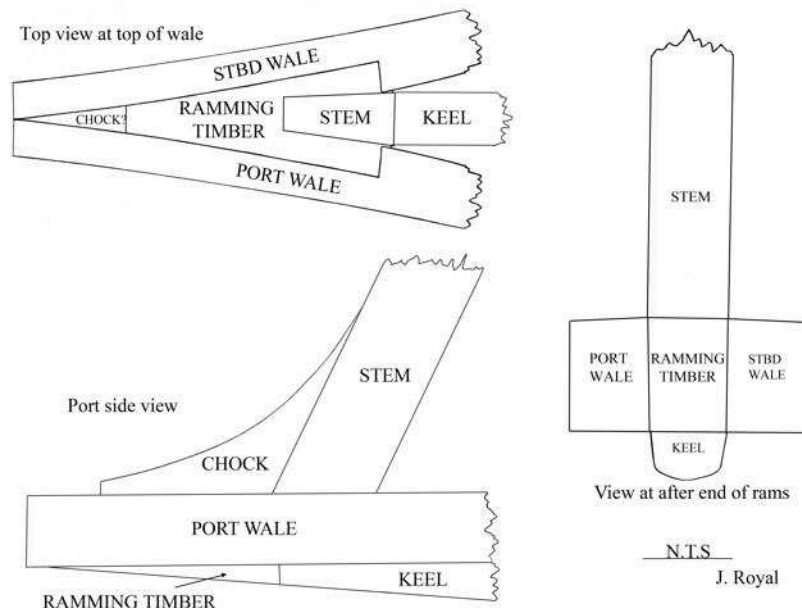 Top view at top of wale
STBD WALE
CHOCK?
RAMMING
TIMBER
STEM
KEEL
PORT WALE
Port side view
STEM
CHOCK
PORT WALE
KEEL
RAMMING TIMBER
STEM
PORT
WALE
RAMMING
TIMBER
STBD
WALE
KEEL
View at after end of rams
N.T.S
J. Royal